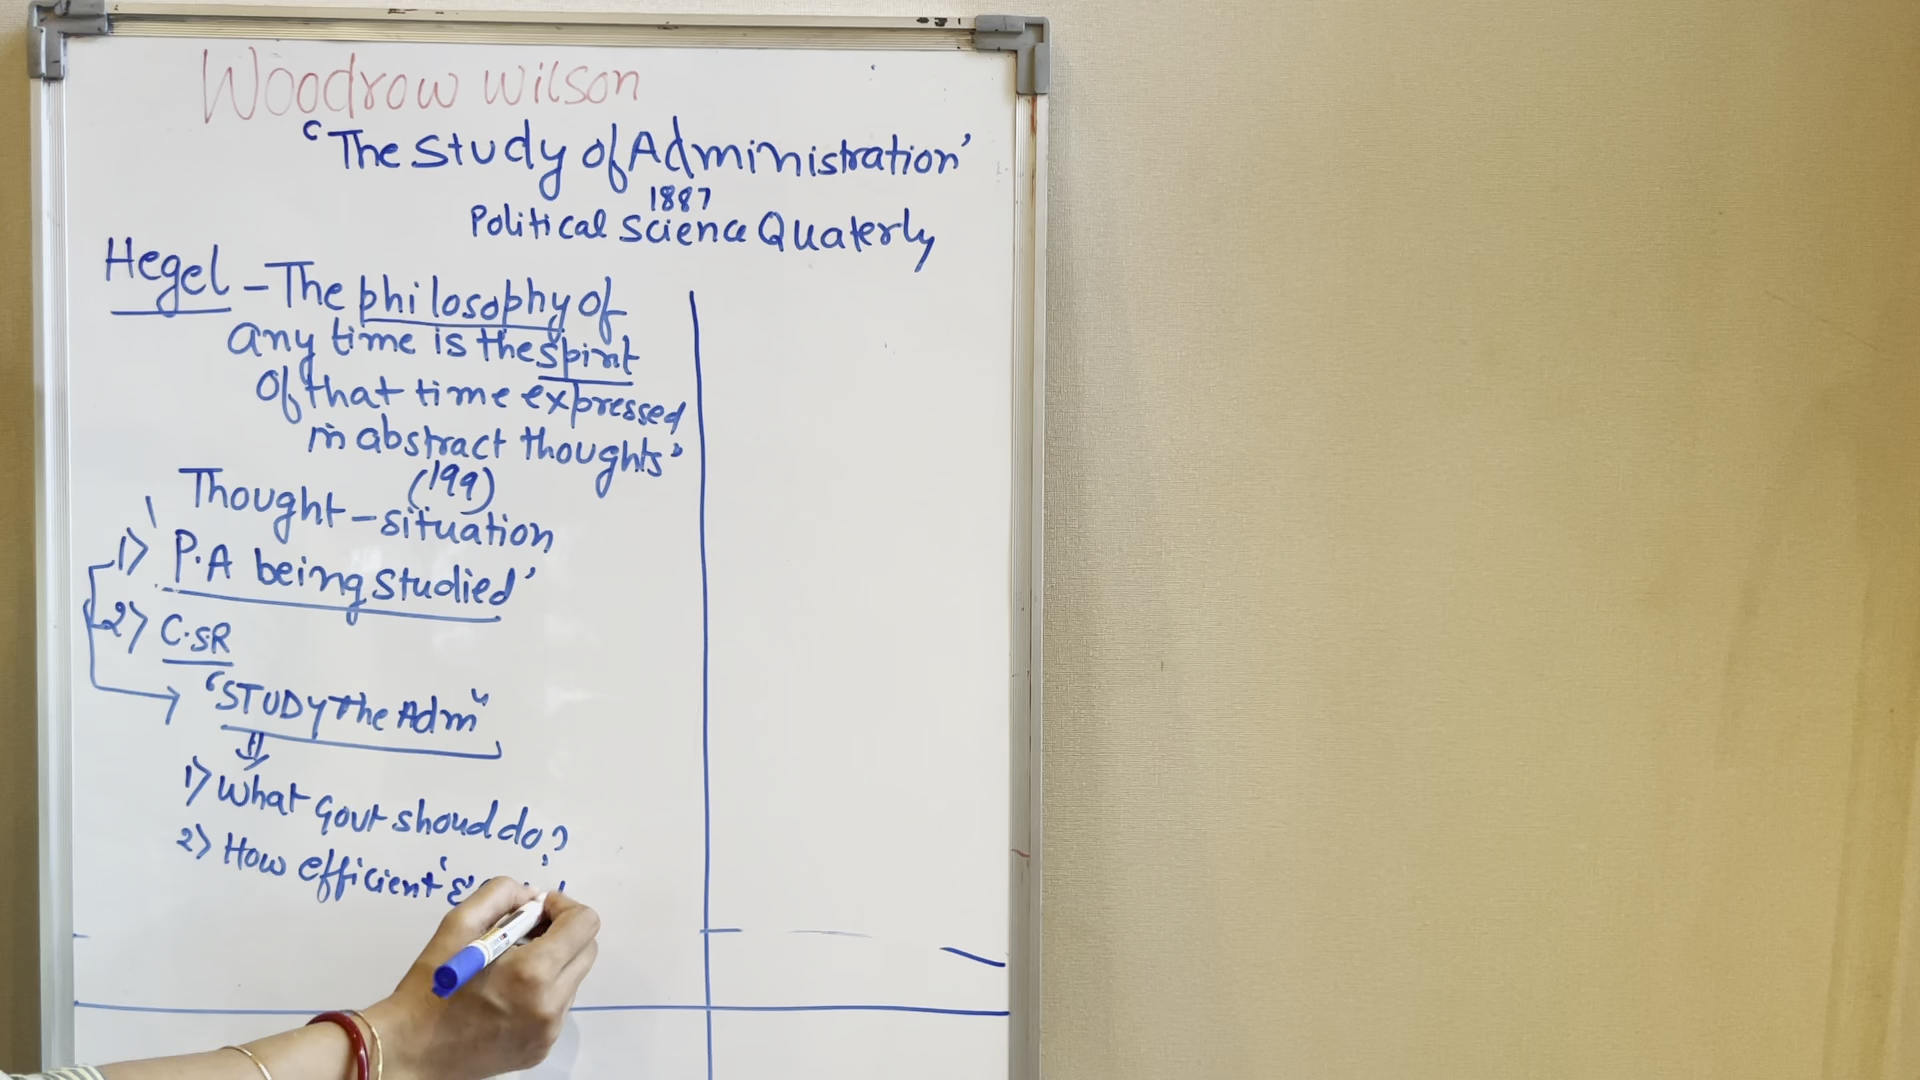 Woodrow Wilson
'The Study of Administration'
1887
Political Science Quaterly
Hegel - The philosophy of
any time is the spirit
of that time expressed
in abstract thoughts'
(199)
Thought - situation
1) P.A being studied'
2) C.S.R
"STUDY the Adm"
1) What Govt shoud do?
2) How efficient'